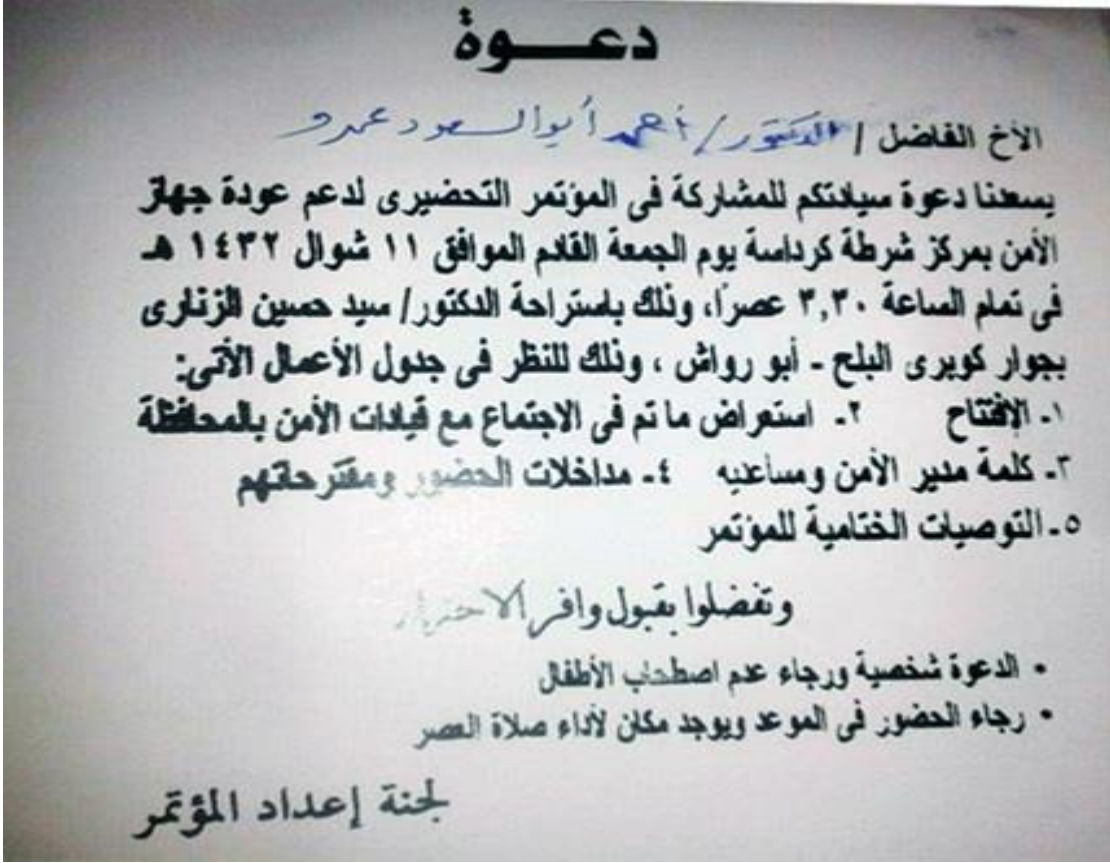 دعـــوة
الأخ الفاضل / الدكتور / أحمد أبو السعود عمرو
يسعدنا دعوة سيادتكم للمشاركة فى المؤتمر التحضيرى لدعم عودة جهاز
الأمن بمركز شرطة كرداسة يوم الجمعة القادم الموافق ١١ شوال ١٤٣٢ هـ
فى تمام الساعة ٣,٣٠ عصرًا، وذلك باستراحة الدكتور/ سيد حسين الزنارى
بجوار كوبرى البلح - أبو رواش ، وذلك للنظر فى جدول الأعمال الآتى:
١- الإفتتاح ٢- استعراض ما تم فى الاجتماع مع قيادات الأمن بالمحافظة
٣- كلمة مدير الأمن ومساعديه ٤- مداخلات الحضور ومقترحاتهم
٥- التوصيات الختامية للمؤتمر
وتفضلوا بقبول وافر الاحترام
• الدعوة شخصية ورجاء عدم اصطحاب الأطفال
• رجاء الحضور فى الموعد ويوجد مكان لأداء صلاة العصر
لجنة إعداد المؤتمر